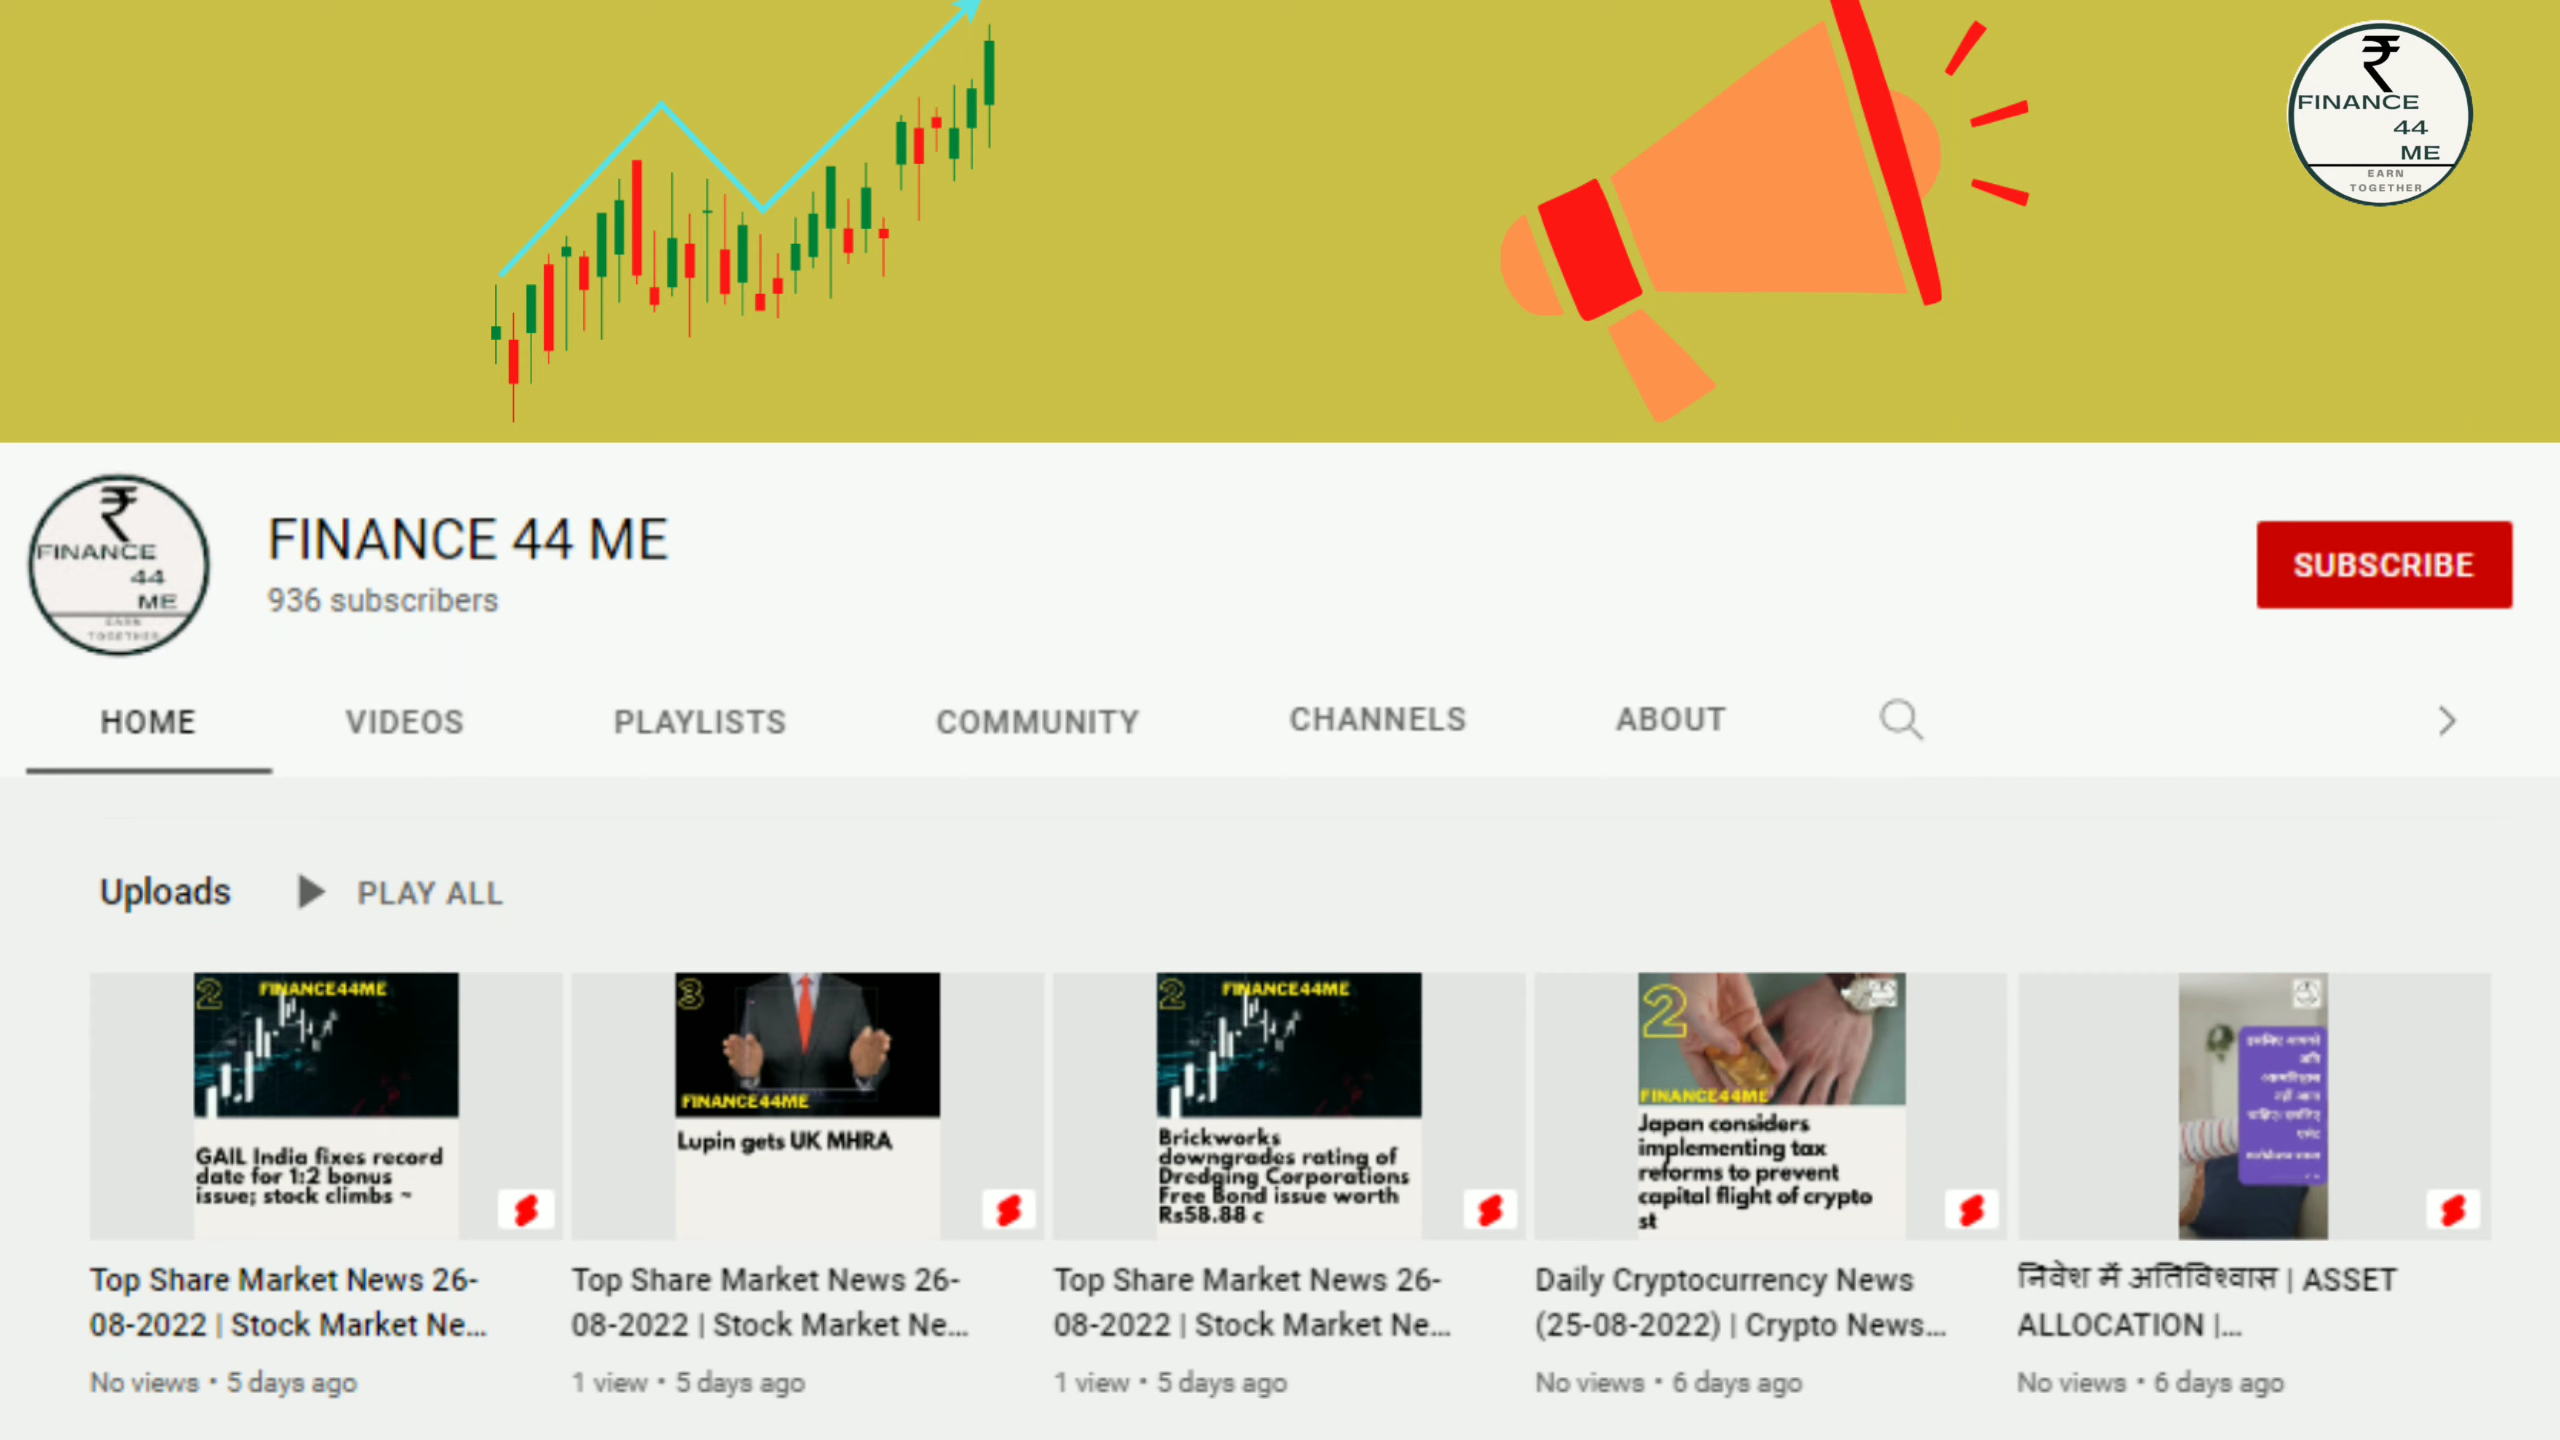 ₹
FINANCE
44
ME
EARN
TOGETHER
₹
FINANCE
44
ME
EARN
TOGETHER
FINANCE 44 ME
936 subscribers
SUBSCRIBE
HOME VIDEOS PLAYLISTS COMMUNITY CHANNELS ABOUT
Uploads PLAY ALL
2 FINANCE44ME
GAIL India fixes record
date for 1:2 bonus
issue; stock climbs ~
3
FINANCE44ME
Lupin gets UK MHRA
2 FINANCE44ME
Brickworks
downgrades rating of
Dredging Corporations
Free Bond issue worth
Rs58.88 c
2
FINANCE44ME
Japan considers
implementing tax
reforms to prevent
capital flight of crypto
st
Top Share Market News 26-
08-2022 | Stock Market Ne...
No views • 5 days ago
Top Share Market News 26-
08-2022 | Stock Market Ne...
1 view • 5 days ago
Top Share Market News 26-
08-2022 | Stock Market Ne...
1 view • 5 days ago
Daily Cryptocurrency News
(25-08-2022) | Crypto News...
No views • 6 days ago
निवेश में अतिविश्वास | ASSET
ALLOCATION |...
No views • 6 days ago